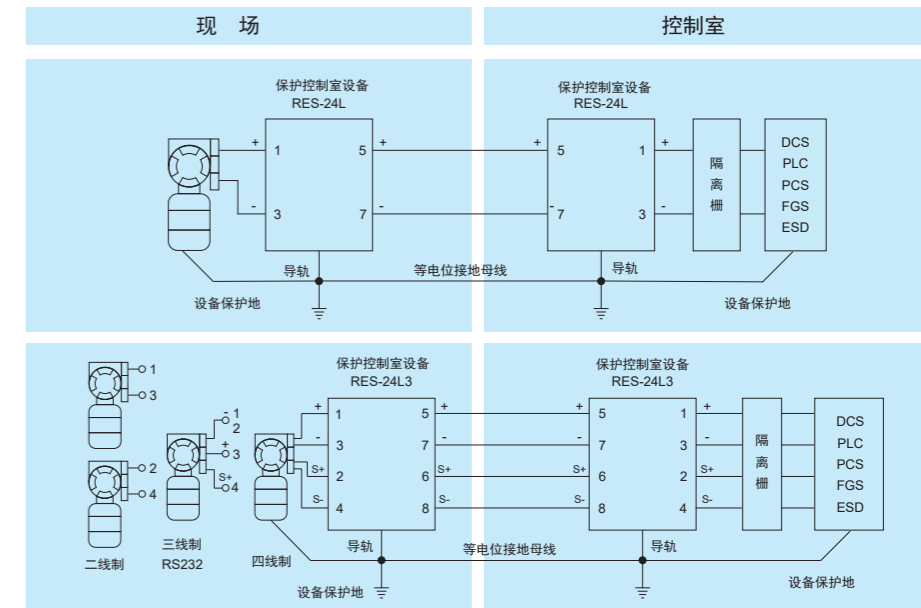 现 场
控制室
保护控制室设备
RES-24L
+ 1 5 +
- 3 7 -
导轨
设备保护地
等电位接地母线
保护控制室设备
RES-24L
+ 5 1 +
- 7 3 -
导轨
隔
离
栅
DCS
PLC
PCS
FGS
ESD
设备保护地
1
3
2
4
二线制
- 1
2
+ 3
S+ 4
三线制
RS232
四线制
保护控制室设备
RES-24L3
+ 1 5 +
- 3 7 -
S+ 2 6 S+
S- 4 8 S-
导轨
设备保护地
等电位接地母线
保护控制室设备
RES-24L3
+ 5 1 +
- 7 3 -
S+ 6 2 S+
S- 8 4 S-
导轨
隔
离
栅
DCS
PLC
PCS
FGS
ESD
设备保护地